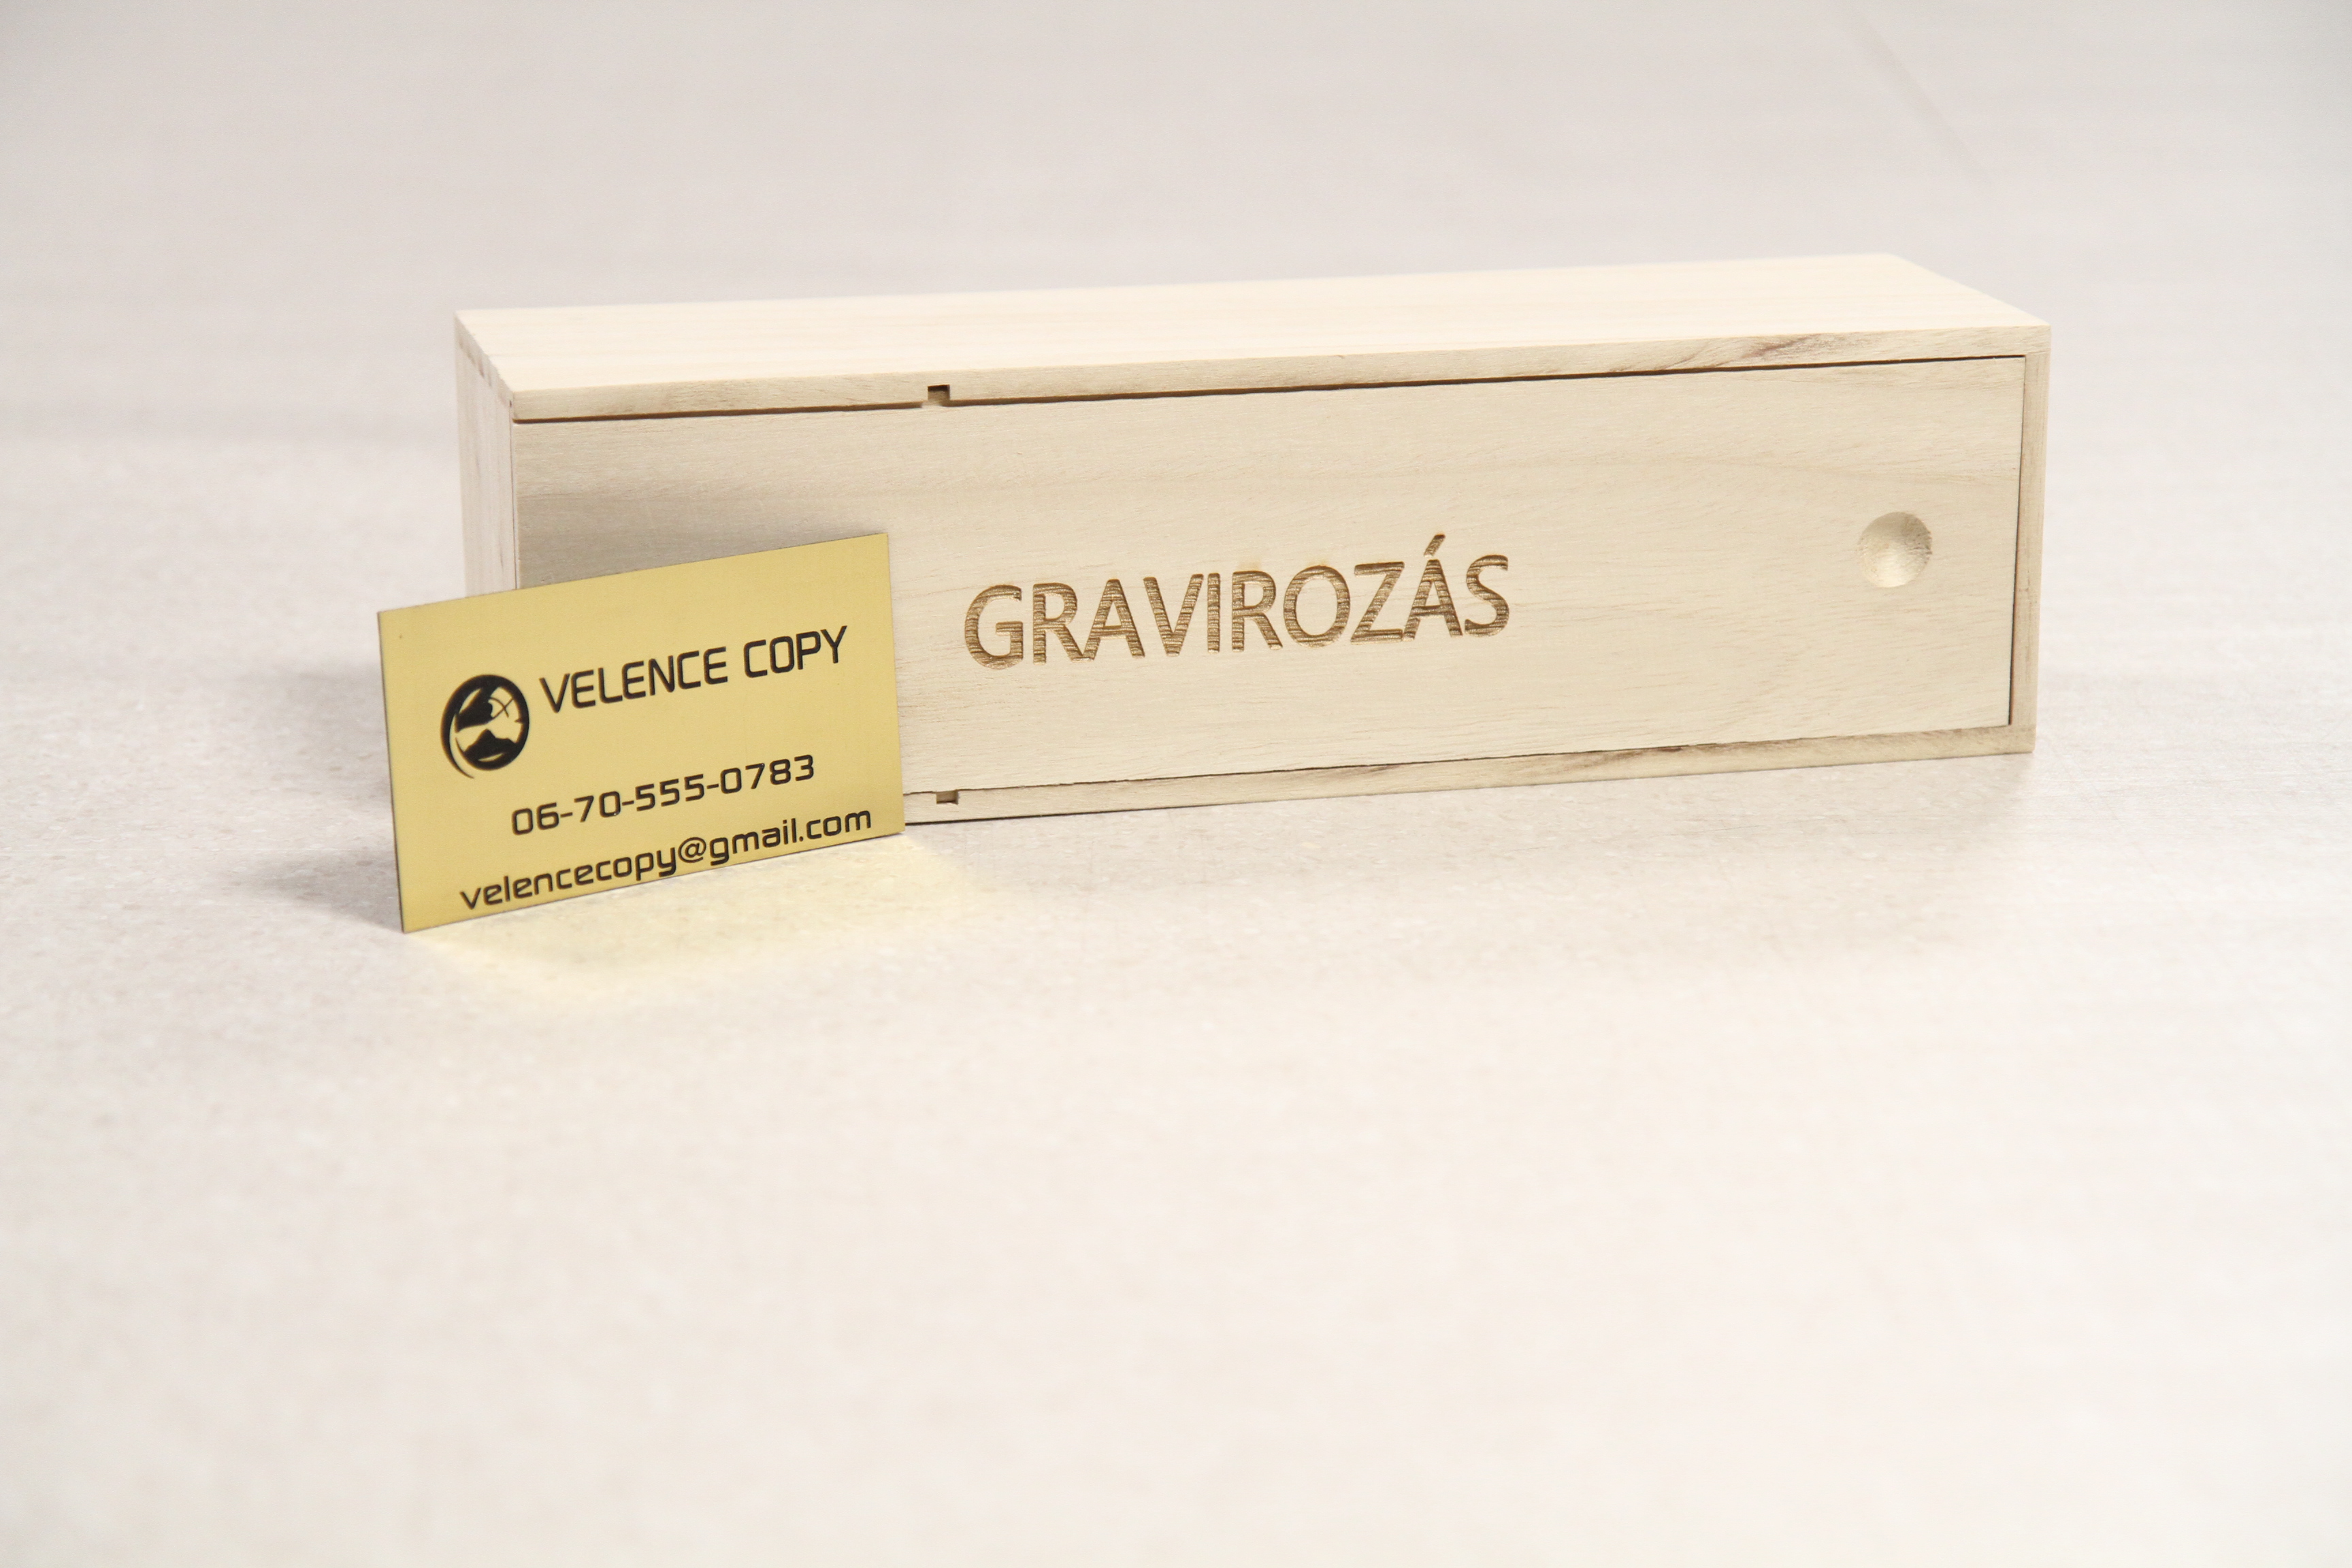 VELENCE COPY
06-70-555-0783
velencecopy@gmail.com
GRAVIROZÁS